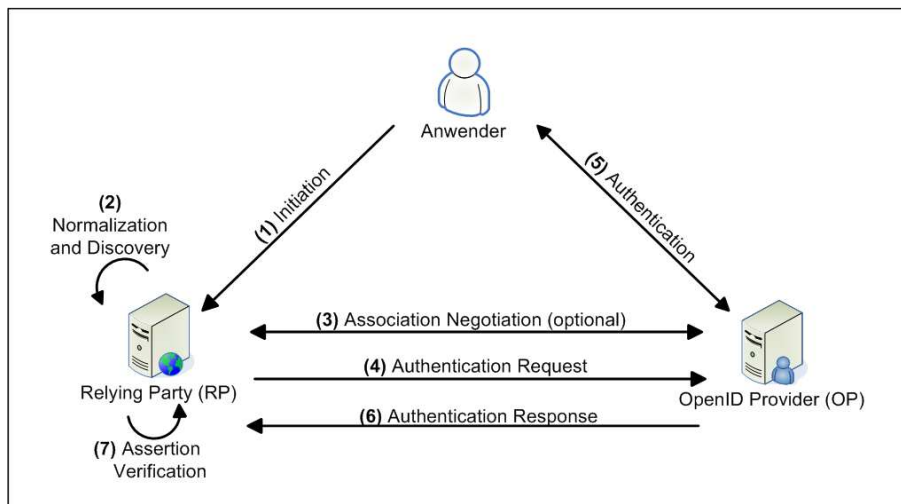 Anwender
(1) Initiation
(5) Authentication
(2)
Normalization
and Discovery
(3) Association Negotiation (optional)
(4) Authentication Request
Relying Party (RP)
OpenID Provider (OP)
(6) Authentication Response
(7) Assertion
Verification